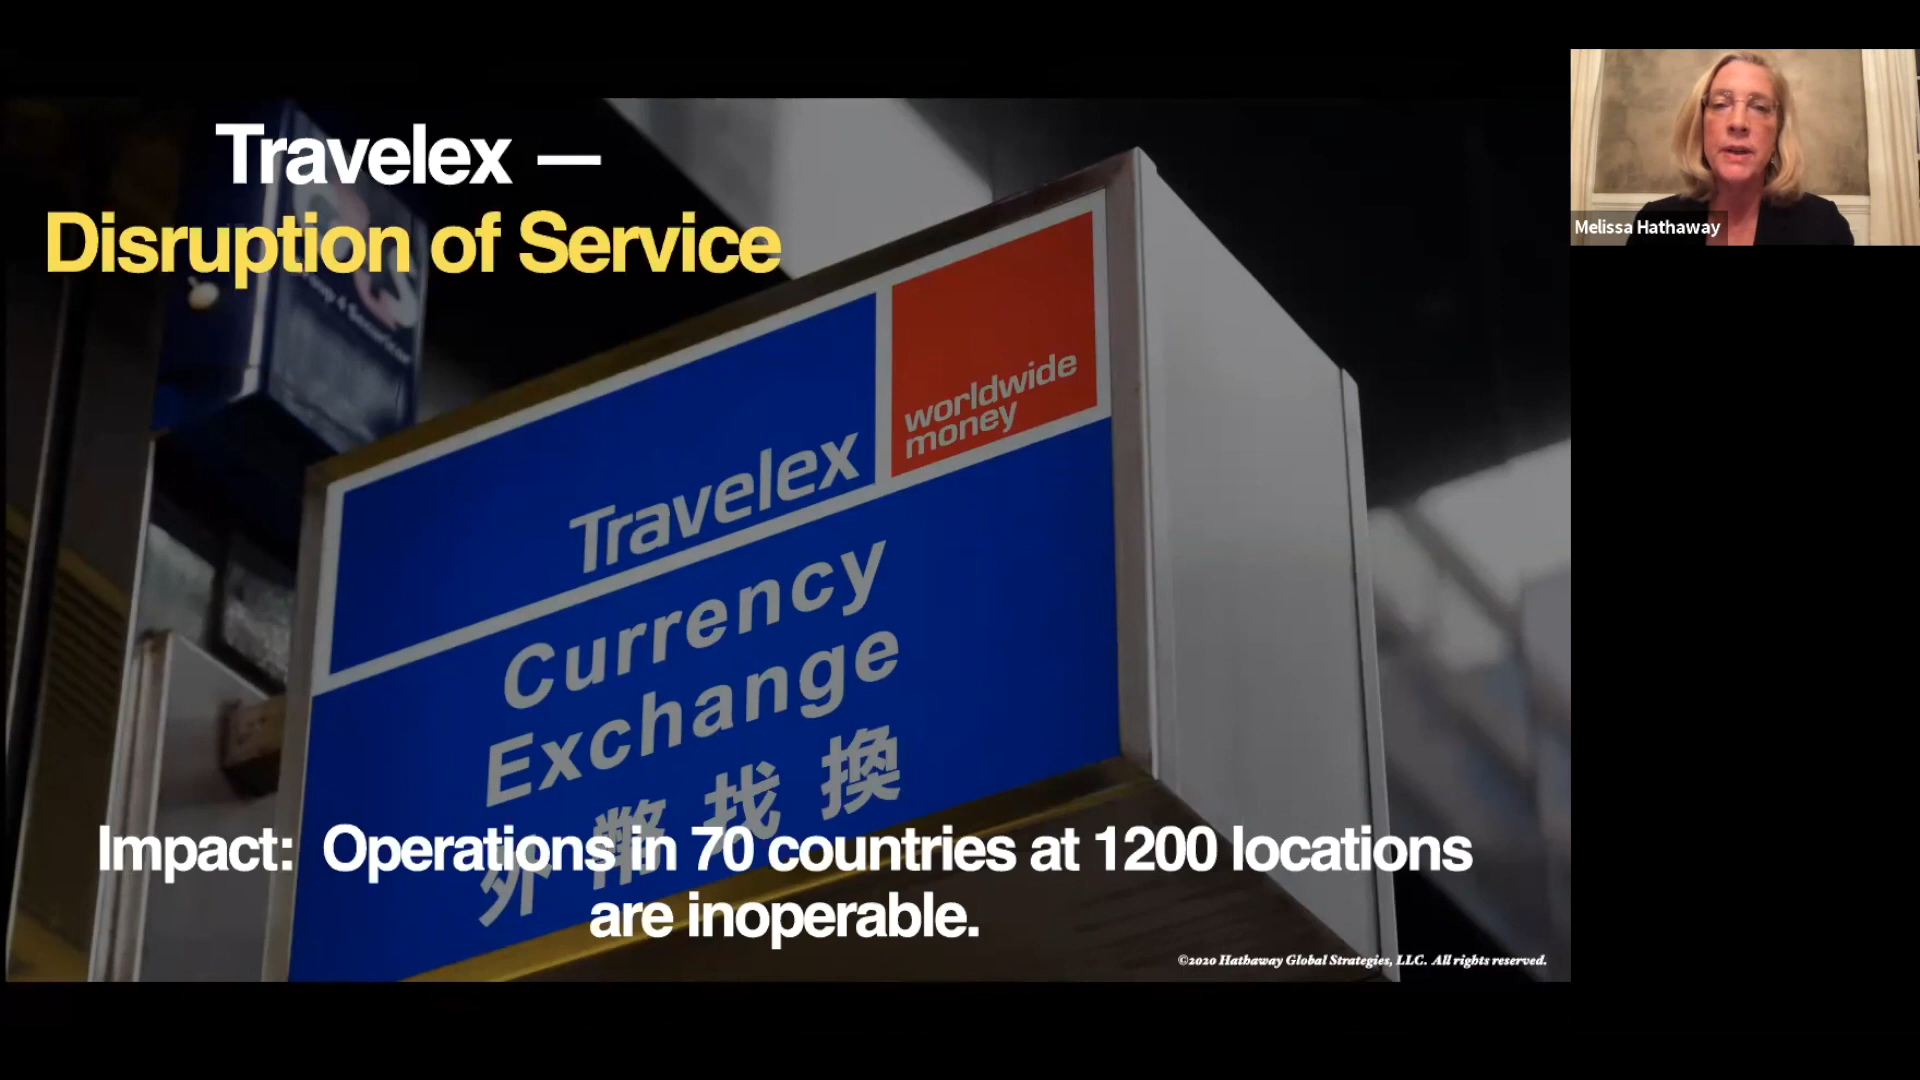 Travelex —
Disruption of Service
worldwide
money
Travelex
Currency
Exchange
外 幣 找 換
Impact: Operations in 70 countries at 1200 locations
are inoperable.
©2020 Hathaway Global Strategies, LLC. All rights reserved.
Melissa Hathaway